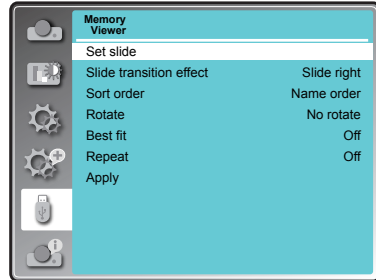 Memory
Viewer
Set slide
Slide transition effect Slide right
Sort order Name order
Rotate No rotate
Best fit Off
Repeat Off
Apply